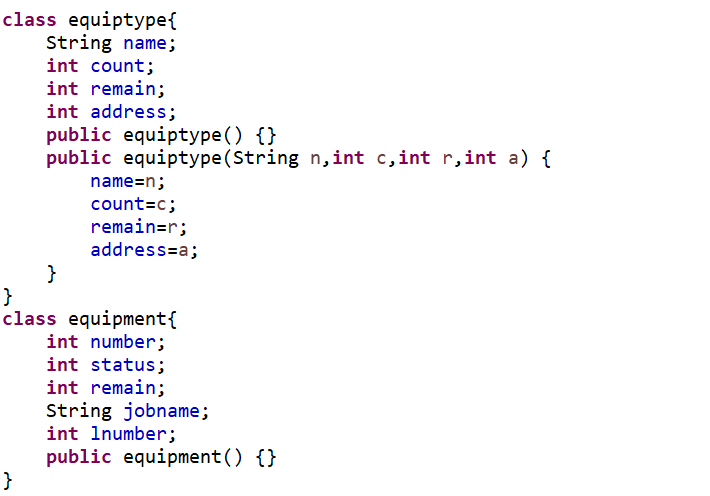 class equiptype{
    String name;
    int count;
    int remain;
    int address;
    public equiptype() {}
    public equiptype(String n,int c,int r,int a) {
        name=n;
        count=c;
        remain=r;
        address=a;
    }
}
class equipment{
    int number;
    int status;
    int remain;
    String jobname;
    int lnumber;
    public equipment() {}
}